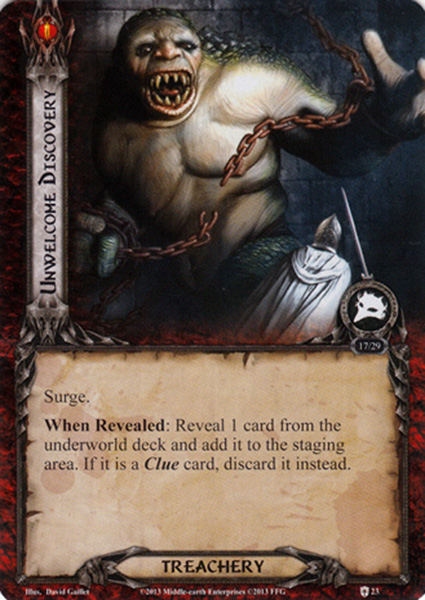 UNWELCOME DISCOVERY
17/29
Surge.
When Revealed: Reveal 1 card from the
underworld deck and add it to the staging
area. If it is a Clue card, discard it instead.
TREACHERY
Illus. David Gaillet
©2013 Middle-earth Enterprises ©2013 FFG
23